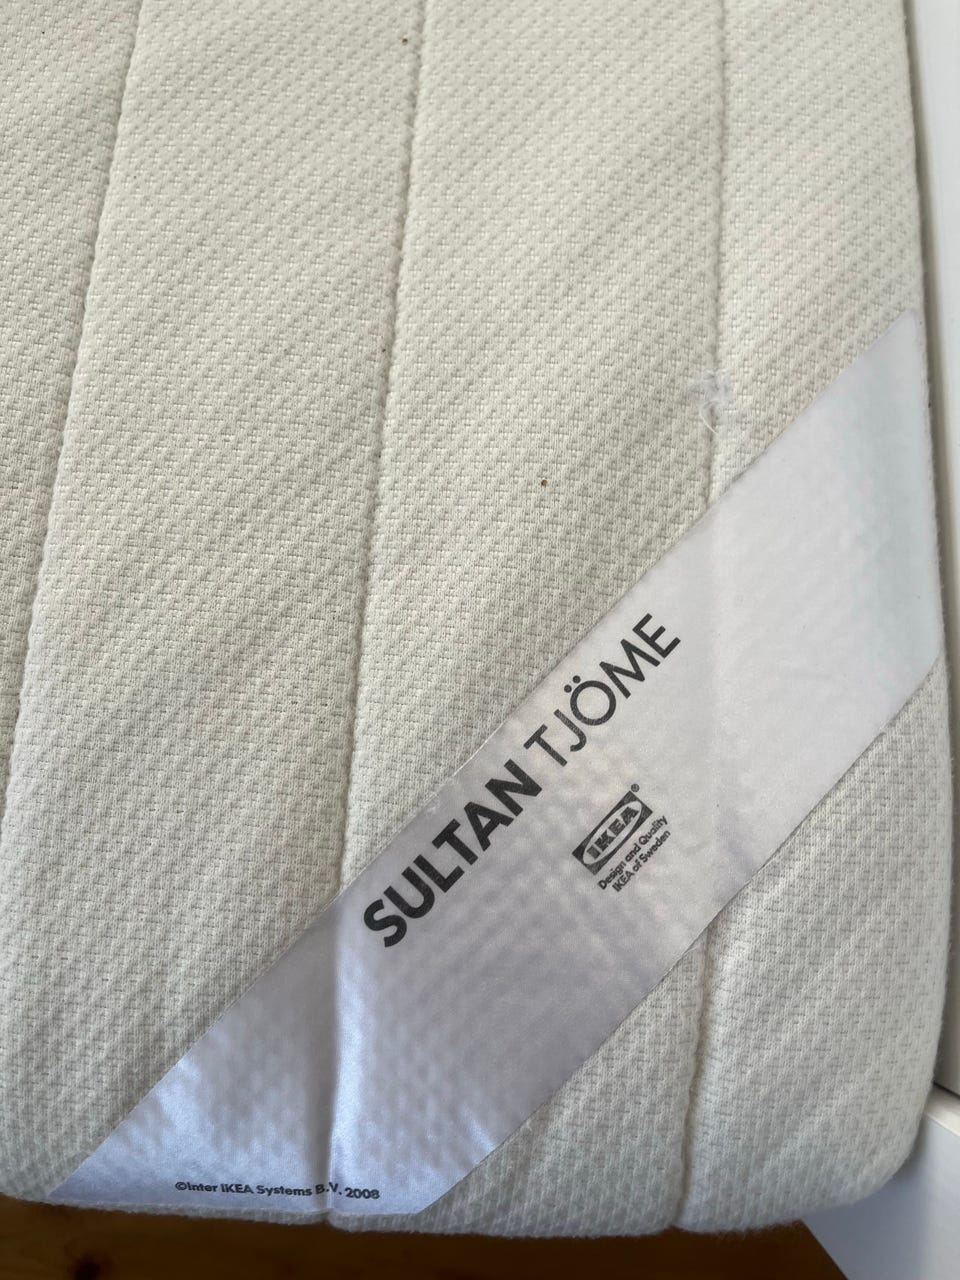 SULTAN TJÖME
IKEA®
Design and Quality
IKEA of Sweden
©Inter IKEA Systems B.V. 2008